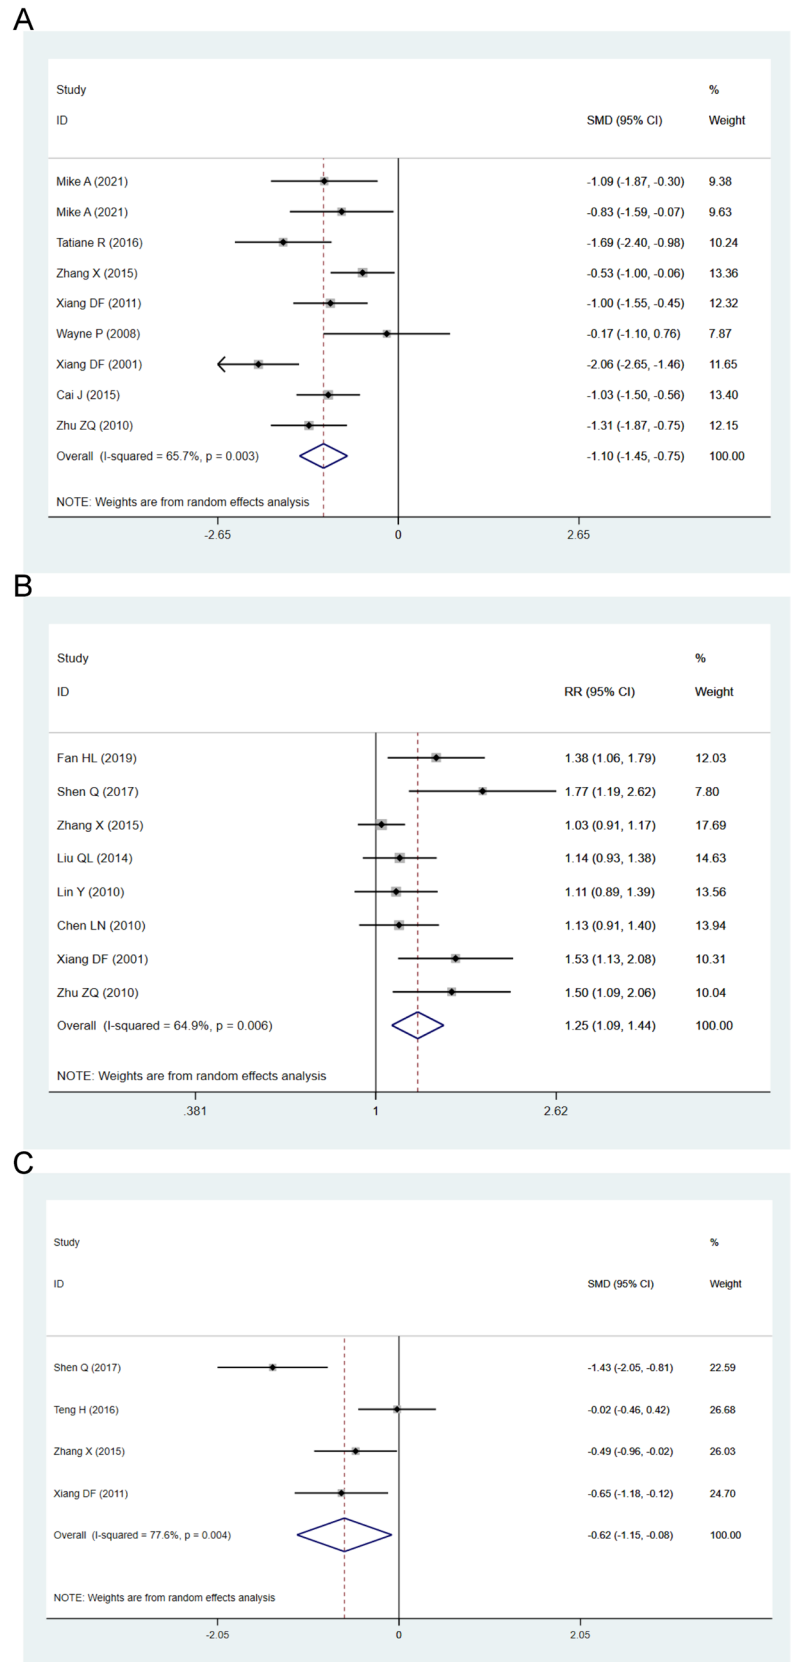 A
Study %
ID SMD (95% CI) Weight
Mike A (2021) -1.09 (-1.87, -0.30) 9.38
Mike A (2021) -0.83 (-1.59, -0.07) 9.63
Tatiane R (2016) -1.69 (-2.40, -0.98) 10.24
Zhang X (2015) -0.53 (-1.00, -0.06) 13.36
Xiang DF (2011) -1.00 (-1.55, -0.45) 12.32
Wayne P (2008) -0.17 (-1.10, 0.76) 7.87
Xiang DF (2001) -2.06 (-2.65, -1.46) 11.65
Cai J (2015) -1.03 (-1.50, -0.56) 13.40
Zhu ZQ (2010) -1.31 (-1.87, -0.75) 12.15
Overall (I-squared = 65.7%, p = 0.003) -1.10 (-1.45, -0.75) 100.00
NOTE: Weights are from random effects analysis
-2.65 0 2.65
B
Study %
ID RR (95% CI) Weight
Fan HL (2019) 1.38 (1.06, 1.79) 12.03
Shen Q (2017) 1.77 (1.19, 2.62) 7.80
Zhang X (2015) 1.03 (0.91, 1.17) 17.69
Liu QL (2014) 1.14 (0.93, 1.38) 14.63
Lin Y (2010) 1.11 (0.89, 1.39) 13.56
Chen LN (2010) 1.13 (0.91, 1.40) 13.94
Xiang DF (2001) 1.53 (1.13, 2.08) 10.31
Zhu ZQ (2010) 1.50 (1.09, 2.06) 10.04
Overall (I-squared = 64.9%, p = 0.006) 1.25 (1.09, 1.44) 100.00
NOTE: Weights are from random effects analysis
.381 1 2.62
C
Study %
ID SMD (95% CI) Weight
Shen Q (2017) -1.43 (-2.05, -0.81) 22.59
Teng H (2016) -0.02 (-0.46, 0.42) 26.68
Zhang X (2015) -0.49 (-0.96, -0.02) 26.03
Xiang DF (2011) -0.65 (-1.18, -0.12) 24.70
Overall (I-squared = 77.6%, p = 0.004) -0.62 (-1.15, -0.08) 100.00
NOTE: Weights are from random effects analysis
-2.05 0 2.05